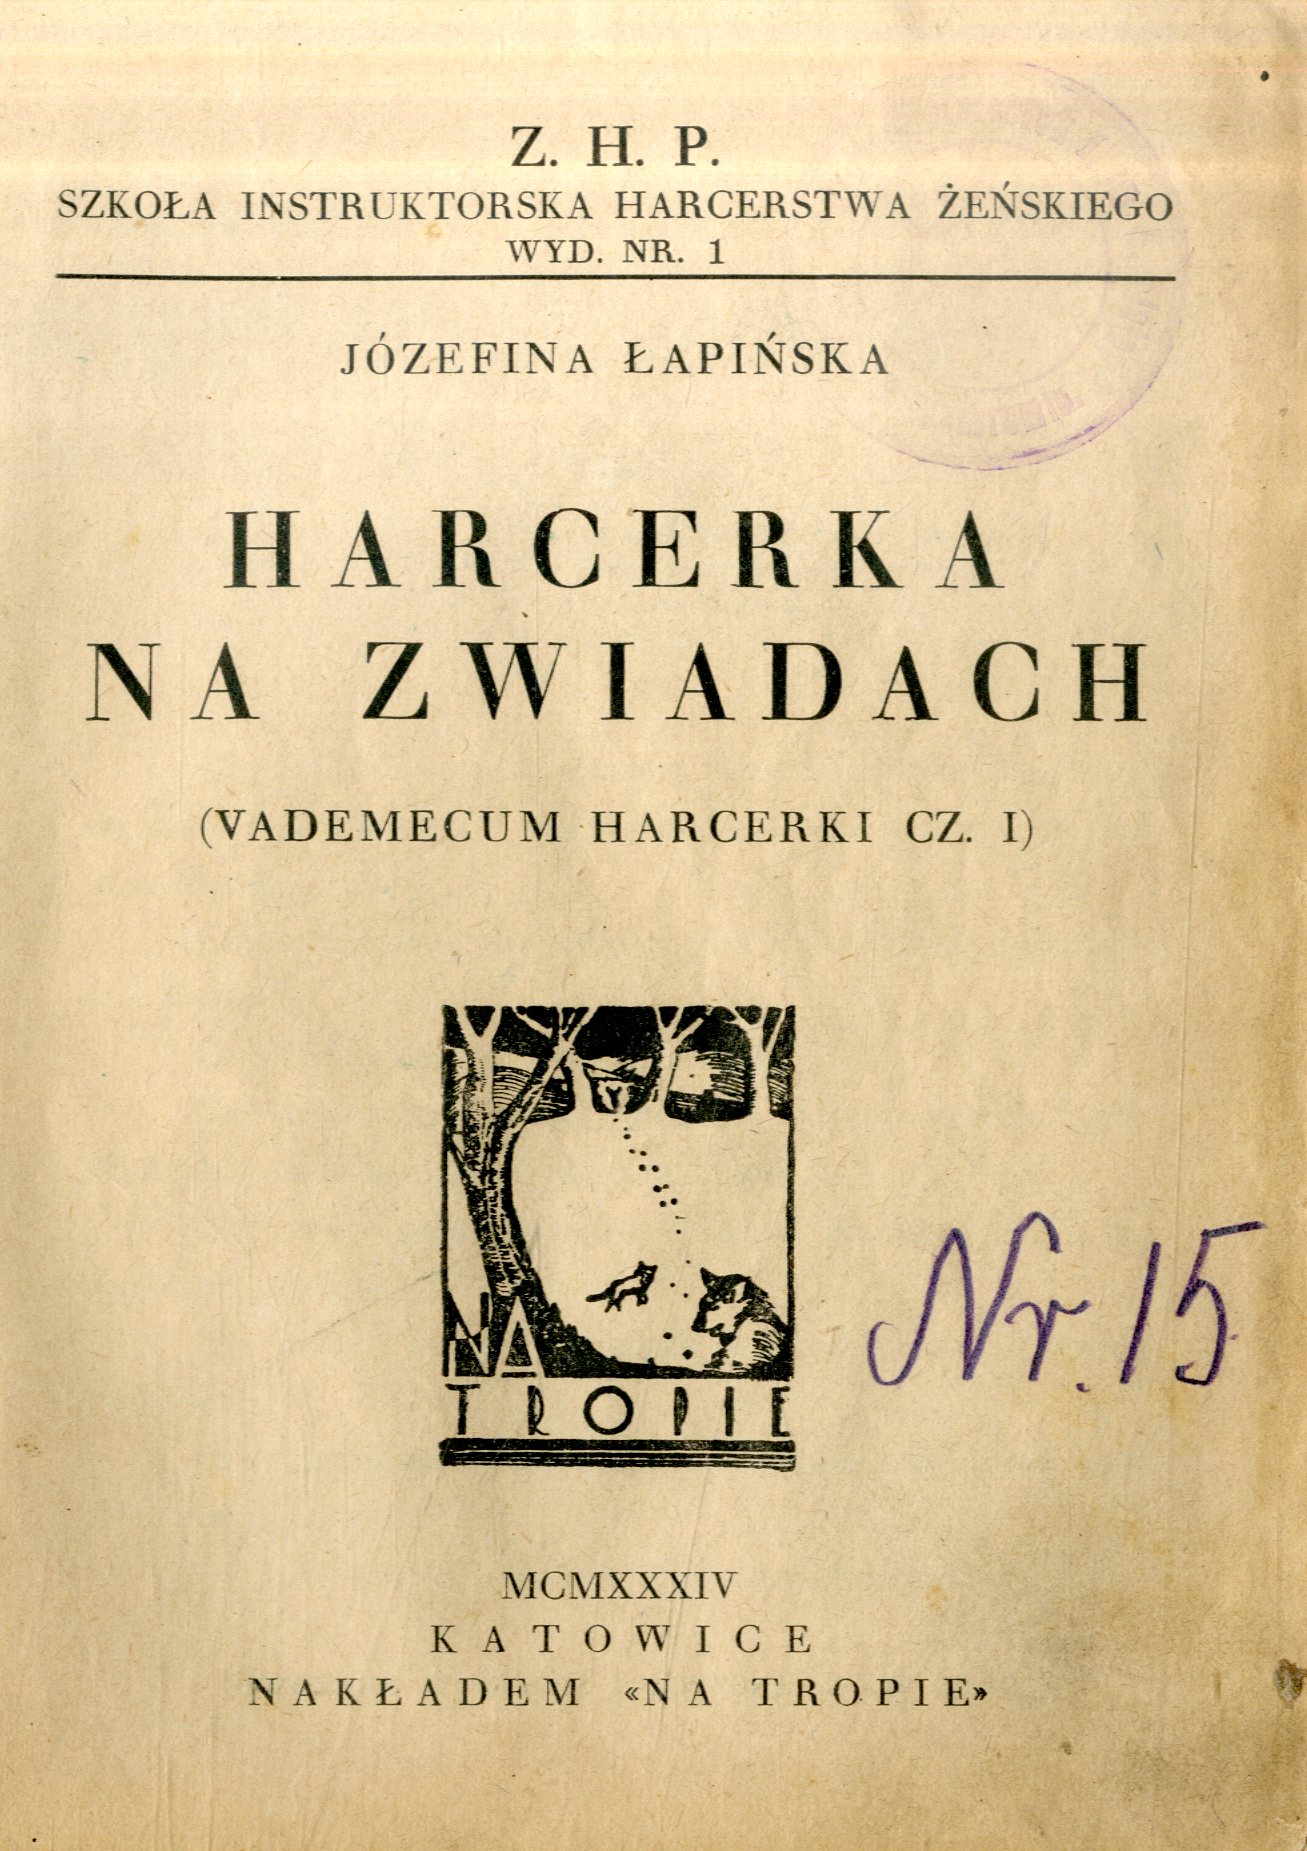 Z. H. P.
SZKOŁA INSTRUKTORSKA HARCERSTWA ŻEŃSKIEGO
WYD. NR. 1
JÓZEFINA ŁAPIŃSKA
HARCERKA
NA ZWIADACH
(VADEMECUM HARCERKI CZ. I)
NA
TROPIE
Nr. 15
MCMXXXIV
KATOWICE
NAKŁADEM «NA TROPIE»